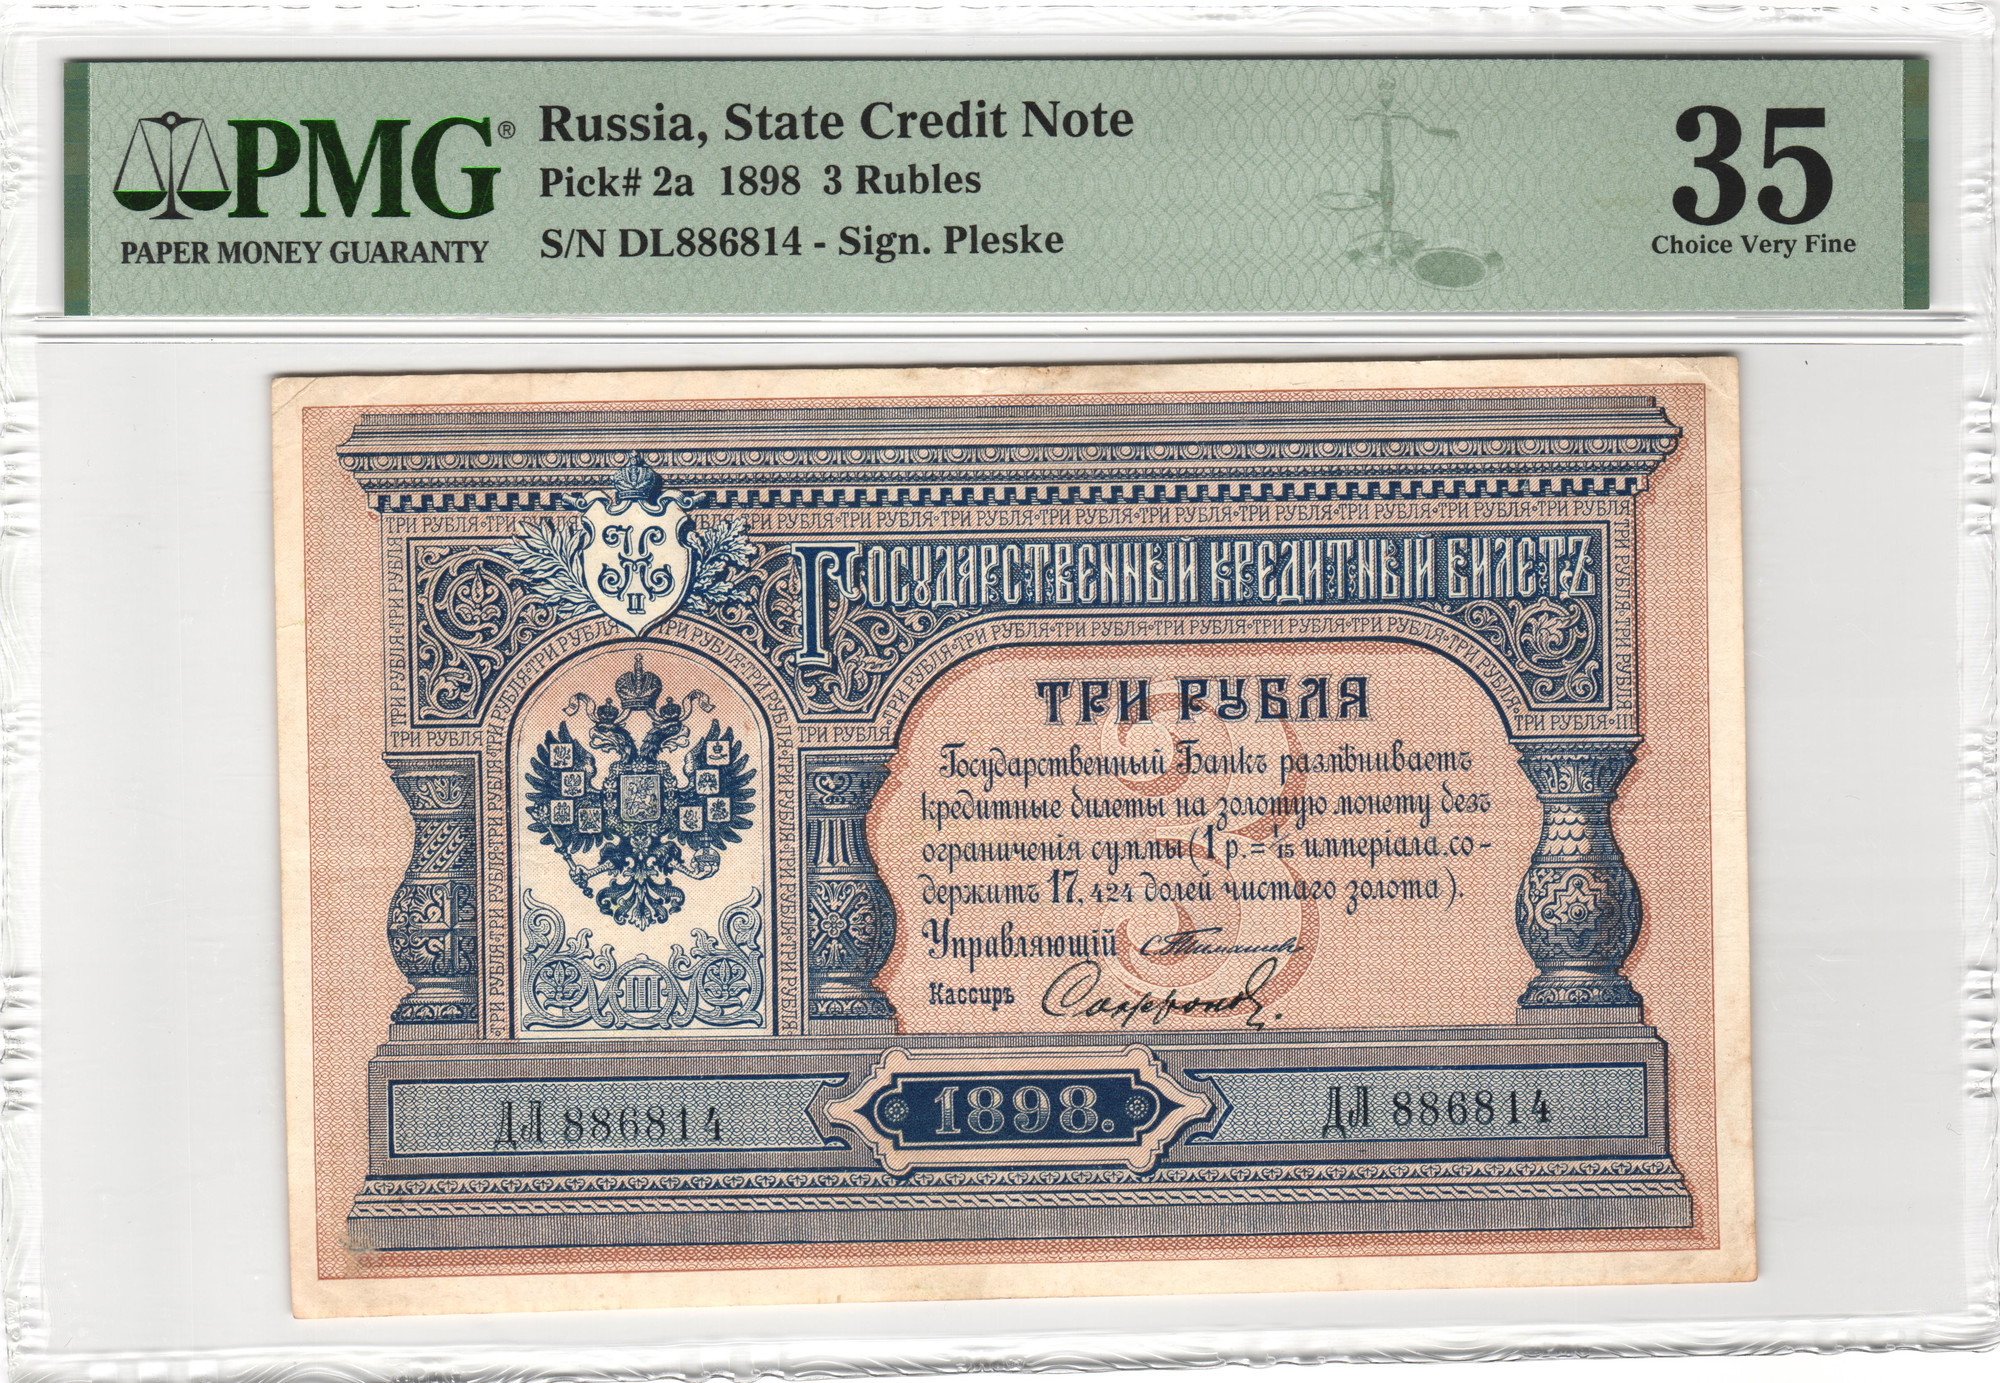 PMG®
PAPER MONEY GUARANTY
Russia, State Credit Note
Pick# 2a 1898 3 Rubles
S/N DL886814 - Sign. Pleske
35
Choice Very Fine
ТРИ РУБЛЯ•ТРИ РУБЛЯ•ТРИ РУБЛЯ•ТРИ РУБЛЯ•ТРИ РУБЛЯ•ТРИ РУБЛЯ•ТРИ РУБЛЯ•ТРИ РУБЛЯ
Н
II
ГОСУДАРСТВЕННЫЙ КРЕДИТНЫЙ БИЛЕТЪ
ТРИ РУБЛЯ
3
Государственный Банкъ размѣниваетъ
кредитные билеты на золотую монету безъ
ограниченія суммы (1 р.= 1/15 имперіала.со-
держитъ 17, 424 долей чистаго золота).
Управляющій
Кассиръ
III
1898.
ДЛ 886814
ДЛ 886814